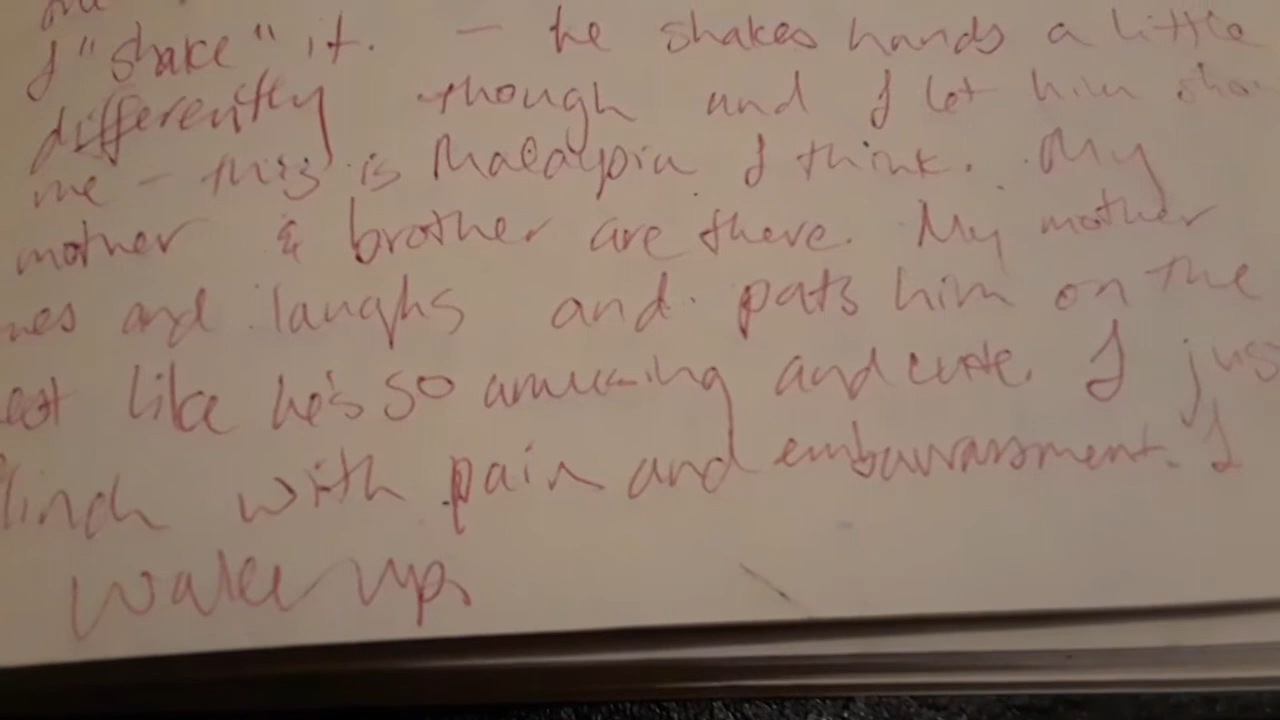 I "shake" it. — he shakes hands a little
differently though and I let him
me – this is Malaysia I think. My
mother & brother are there. My mother
and laughs and pats him on the
like he's so amusing and cute. I
with pain and embarrassment. I
wake up.